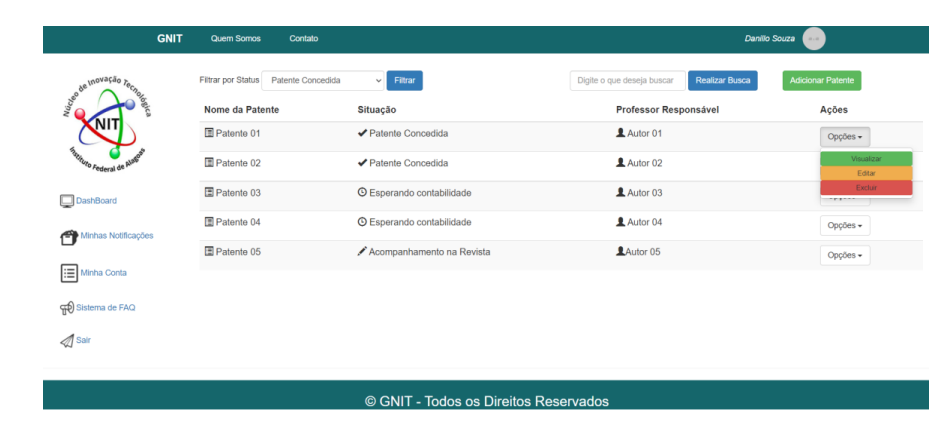 GNIT Quem Somos Contato Danillo Souza
Núcleo de Inovação Tecnológica
NIT
Instituto Federal de Alagoas
Filtrar por Status Patente Concedida Filtrar Digite o que deseja buscar Realizar Busca Adicionar Patente
Nome da Patente Situação Professor Responsável Ações
Patente 01 Patente Concedida Autor 01 Opções
Patente 02 Patente Concedida Autor 02
Visualizar
Editar
Excluir
Patente 03 Esperando contabilidade Autor 03
Patente 04 Esperando contabilidade Autor 04 Opções
Patente 05 Acompanhamento na Revista Autor 05 Opções
DashBoard
Minhas Notificações
Minha Conta
Sistema de FAQ
Sair
© GNIT - Todos os Direitos Reservados